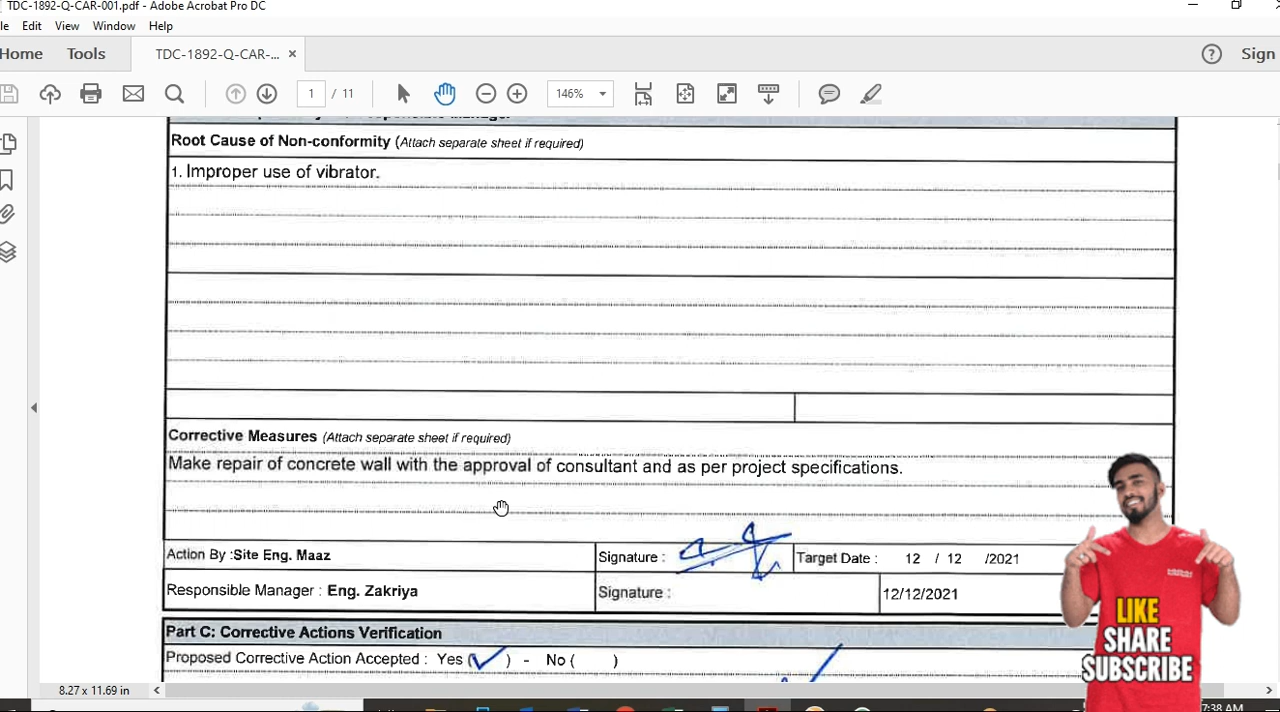 TDC-1892-Q-CAR-001.pdf - Adobe Acrobat Pro DC
Edit View Window Help
Home Tools TDC-1892-Q-CAR-... × ? Sign
1 / 11 146%
Root Cause of Non-conformity (Attach separate sheet if required)
1. Improper use of vibrator.
Corrective Measures (Attach separate sheet if required)
Make repair of concrete wall with the approval of consultant and as per project specifications.
Action By :Site Eng. Maaz Signature : Target Date : 12 / 12 /2021
Responsible Manager : Eng. Zakriya Signature : 12/12/2021
Part C: Corrective Actions Verification
Proposed Corrective Action Accepted : Yes ( ) - No ( )
LIKE
SHARE
SUBSCRIBE
8.27 x 11.69 in
7:38 AM